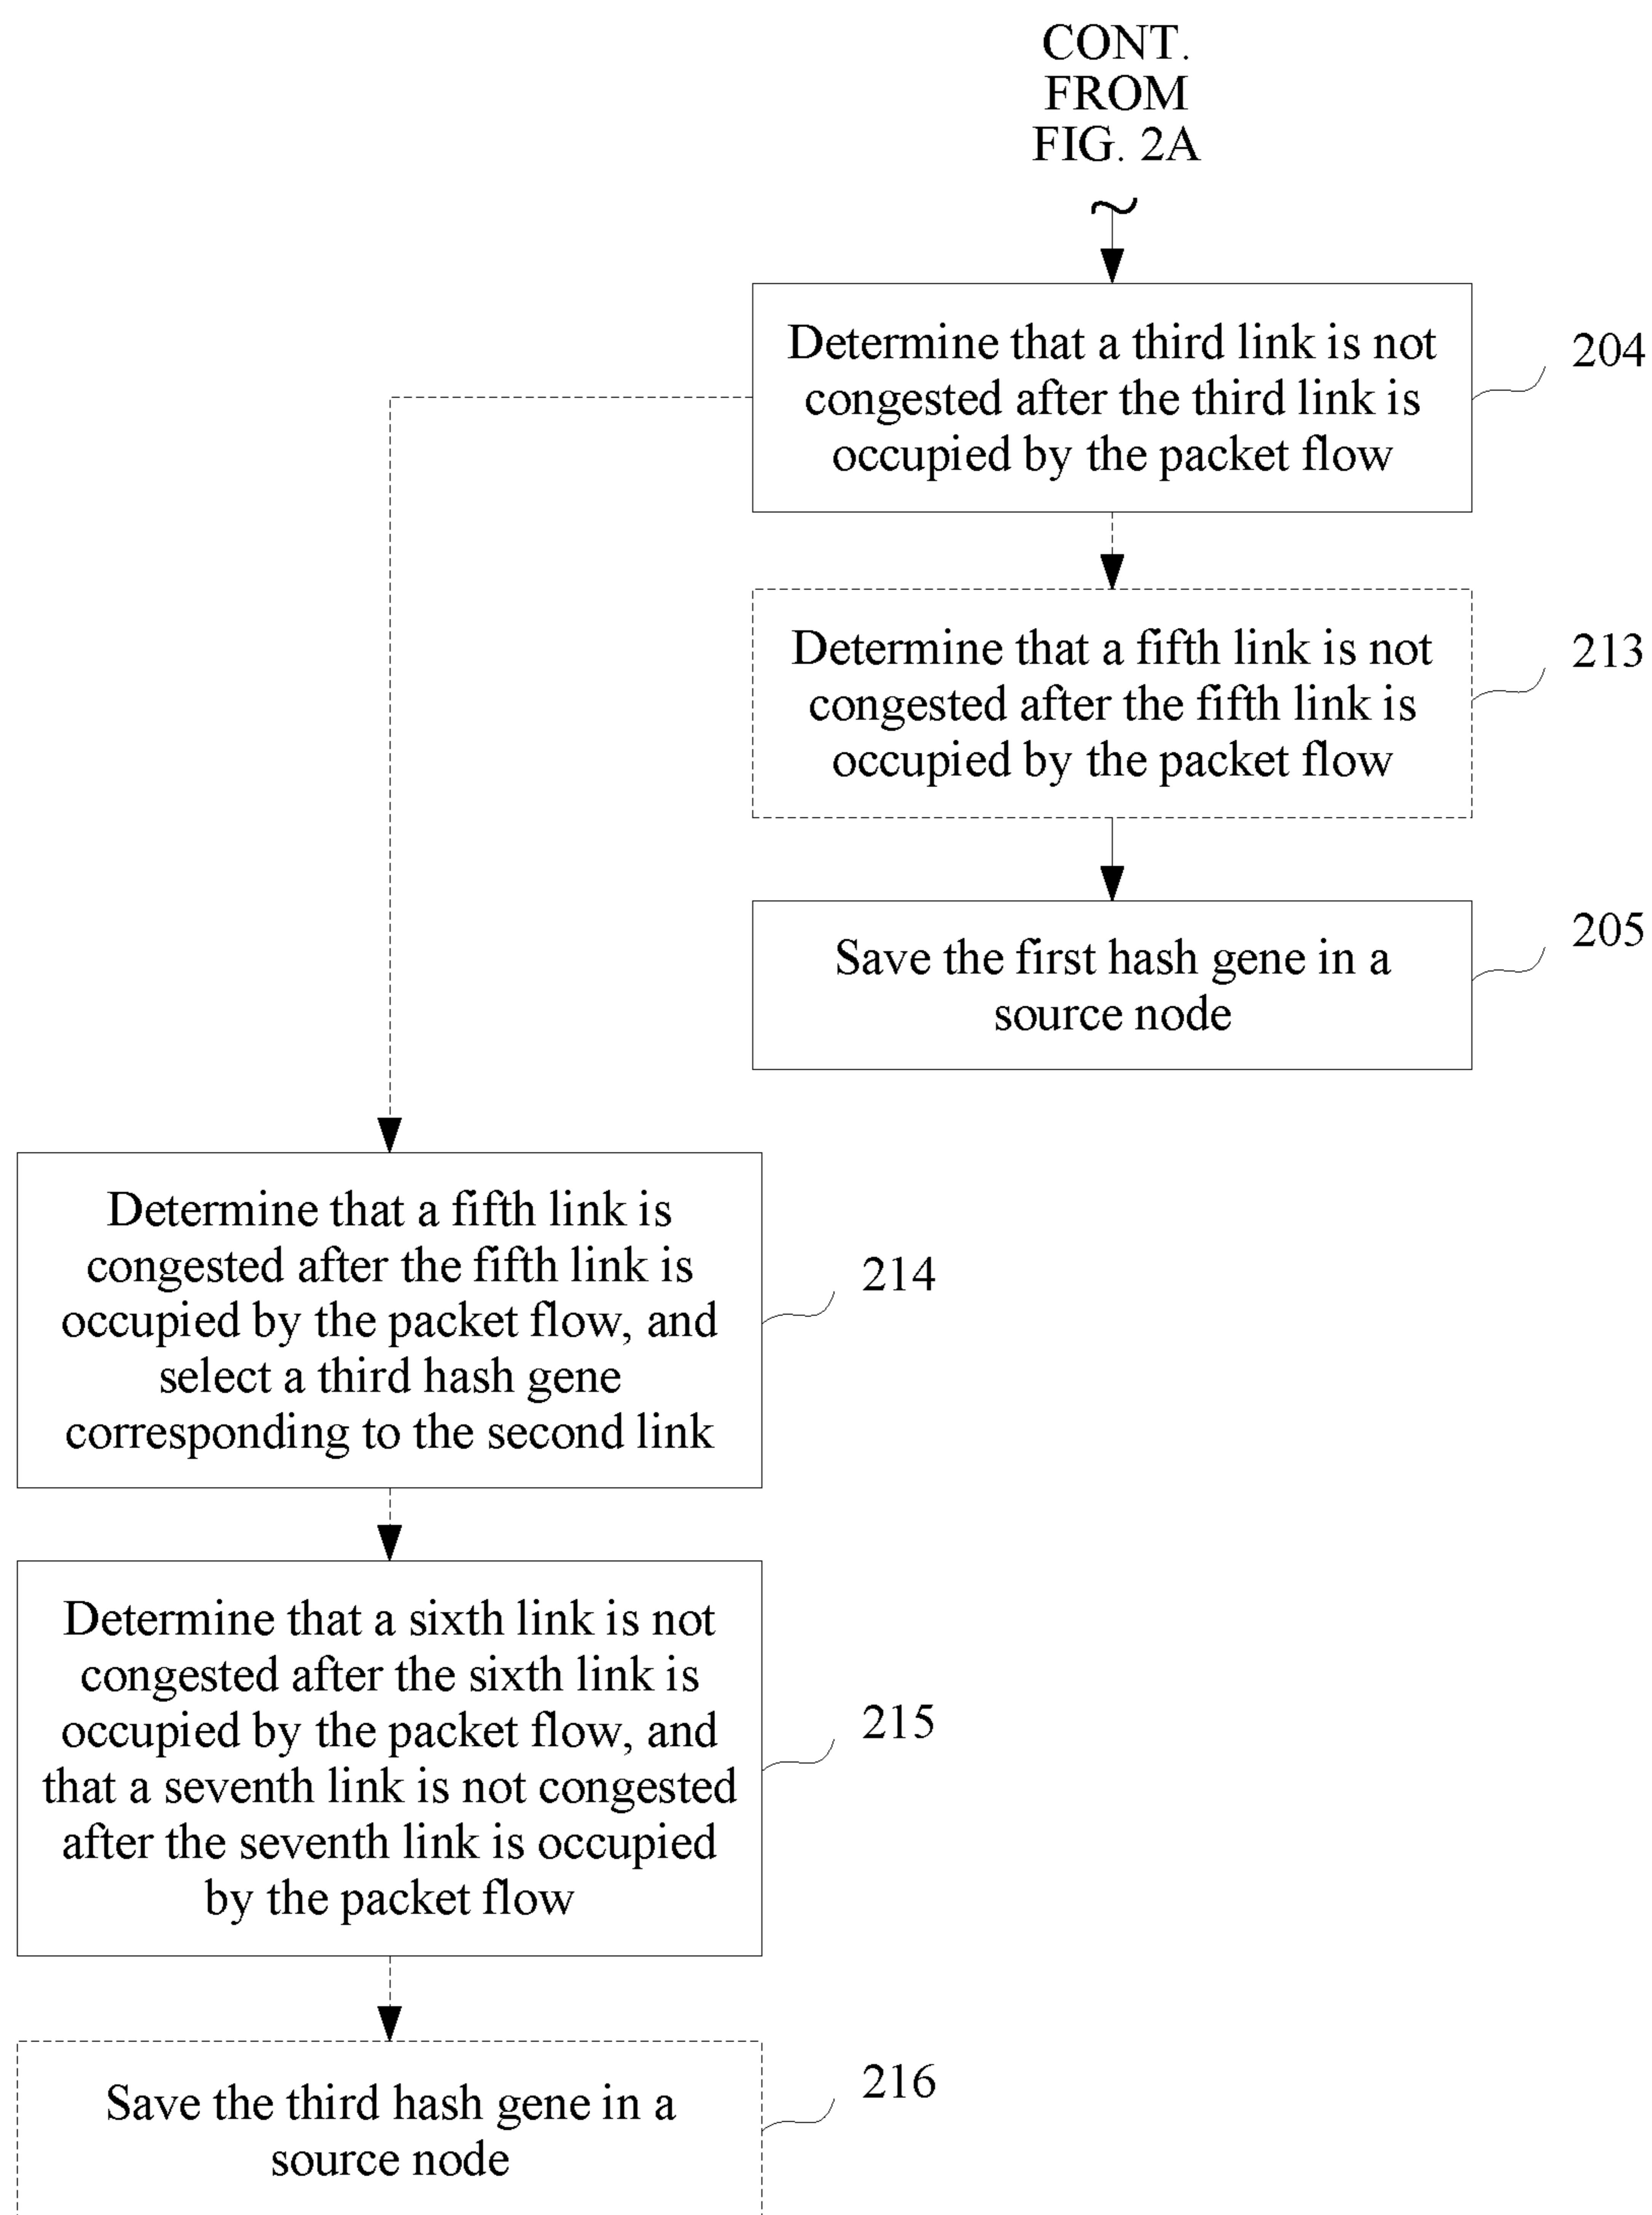 CONT.
FROM
FIG. 2A
Determine that a third link is not
congested after the third link is
occupied by the packet flow
204
Determine that a fifth link is not
congested after the fifth link is
occupied by the packet flow
213
Save the first hash gene in a
source node
205
Determine that a fifth link is
congested after the fifth link is
occupied by the packet flow, and
select a third hash gene
corresponding to the second link
214
Determine that a sixth link is not
congested after the sixth link is
occupied by the packet flow, and
that a seventh link is not congested
after the seventh link is occupied
by the packet flow
215
Save the third hash gene in a
source node
216